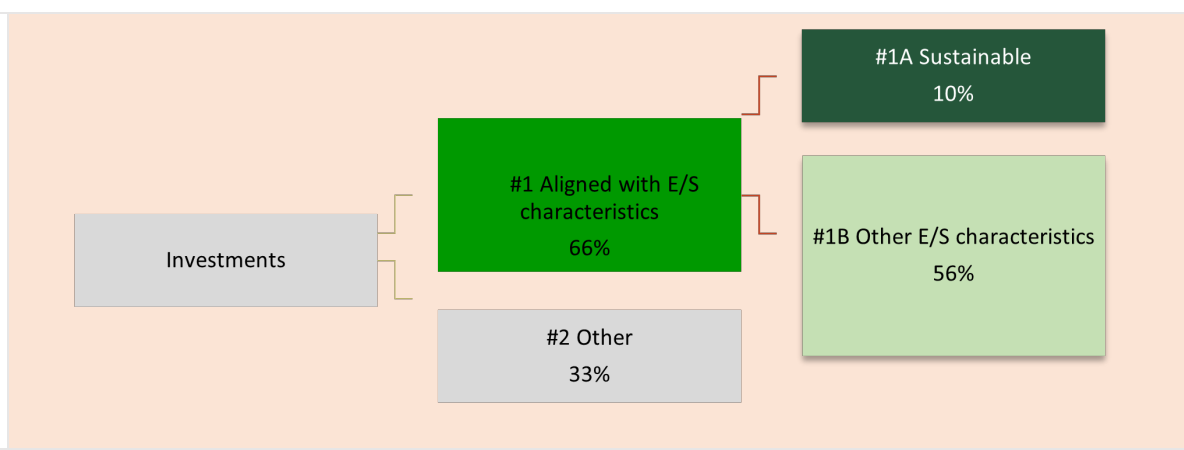 Investments
#1 Aligned with E/S
characteristics
66%
#2 Other
33%
#1A Sustainable
10%
#1B Other E/S characteristics
56%